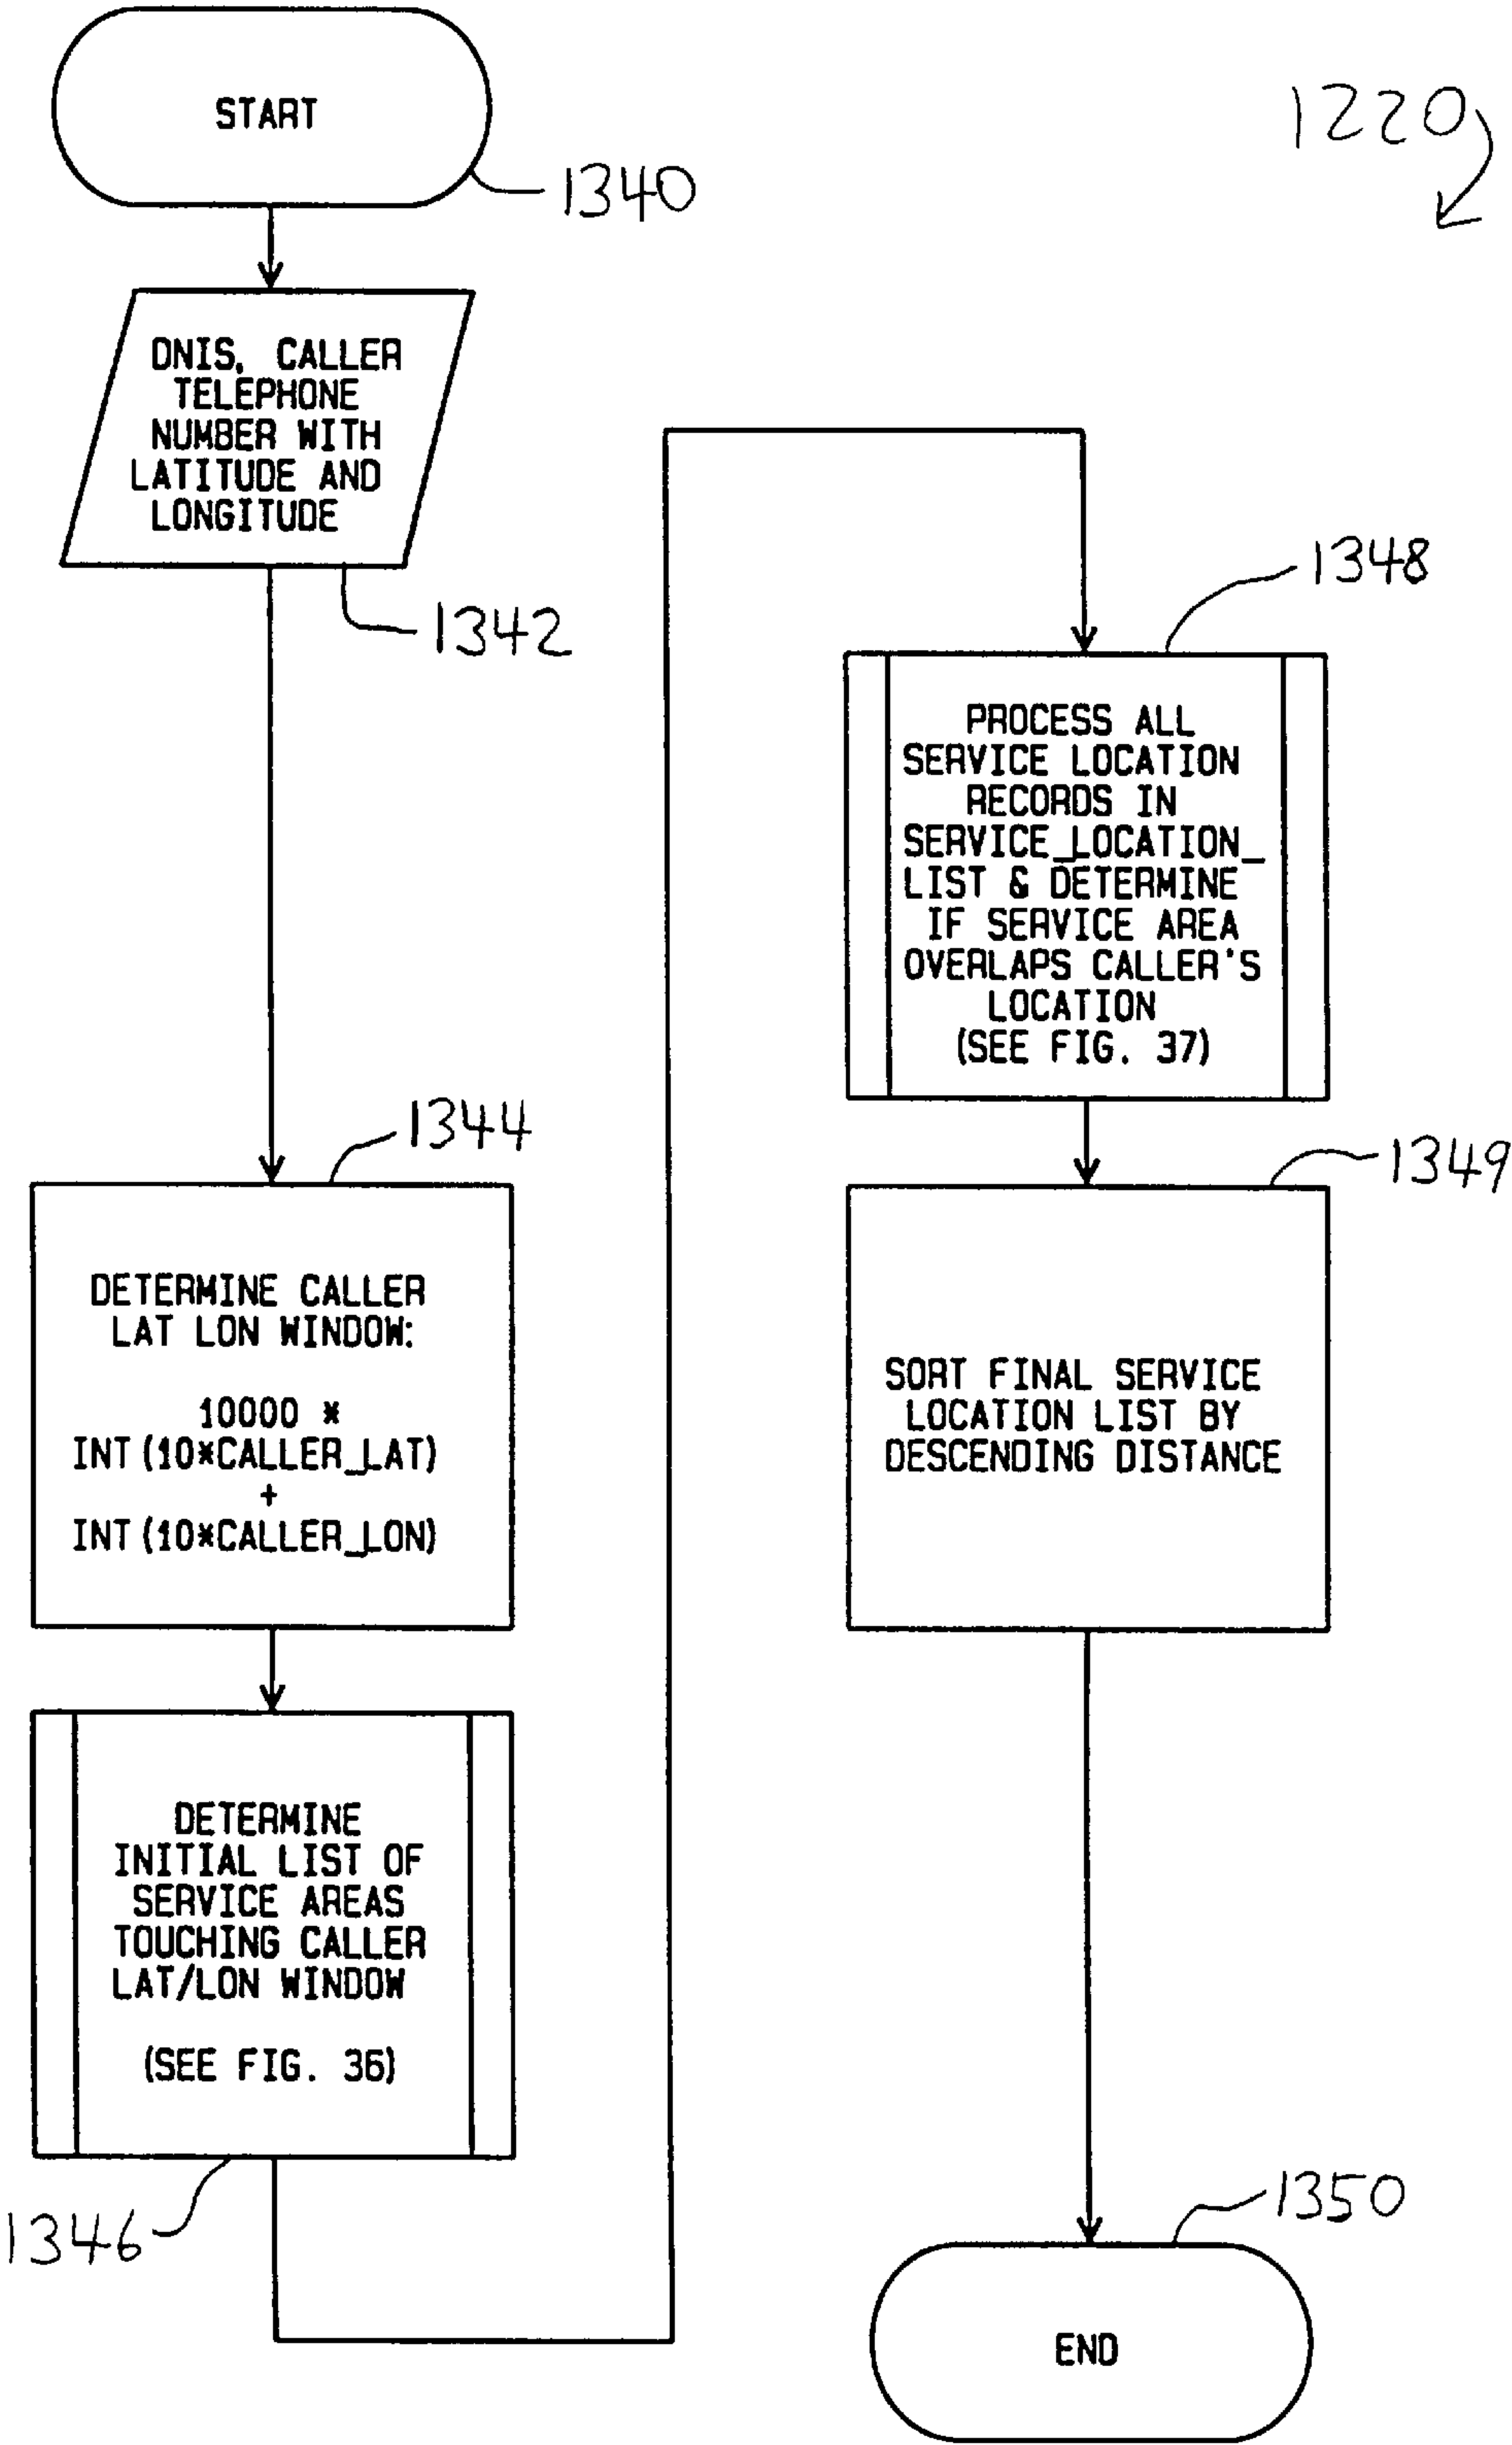 START
1340
1220
DNIS, CALLER
TELEPHONE
NUMBER WITH
LATITUDE AND
LONGITUDE
1342
1344
DETERMINE CALLER
LAT LON WINDOW:
10000 *
INT(10*CALLER_LAT)
+
INT(10*CALLER_LON)
DETERMINE
INITIAL LIST OF
SERVICE AREAS
TOUCHING CALLER
LAT/LON WINDOW
(SEE FIG. 36)
1346
1348
PROCESS ALL
SERVICE LOCATION
RECORDS IN
SERVICE_LOCATION_
LIST & DETERMINE
IF SERVICE AREA
OVERLAPS CALLER'S
LOCATION
(SEE FIG. 37)
1349
SORT FINAL SERVICE
LOCATION LIST BY
DESCENDING DISTANCE
1350
END